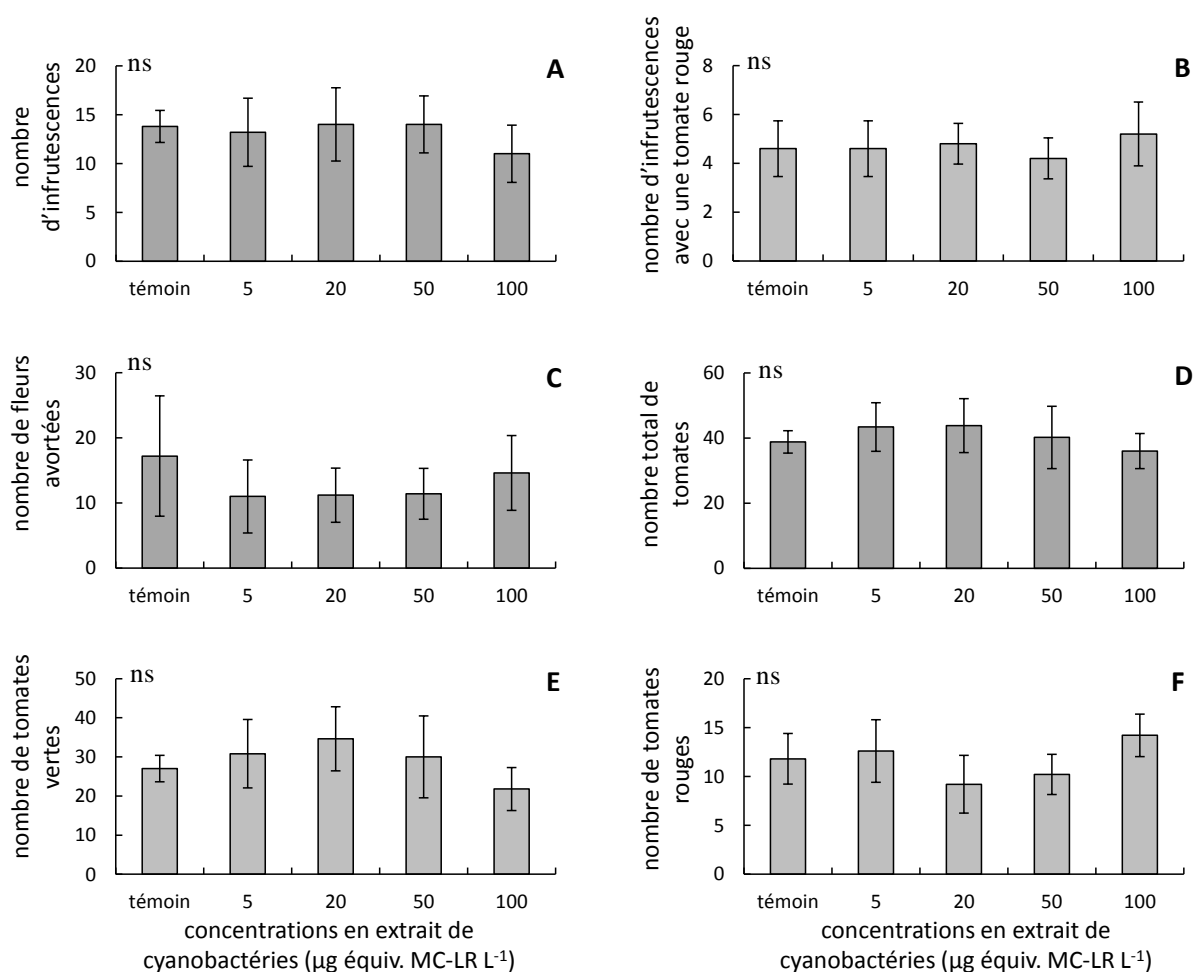 nombre
d'infrutescences
20
15
10
5
0
ns
A
témoin 5 20 50 100
nombre d'infrutescences
avec une tomate rouge
8
6
4
2
0
ns
B
témoin 5 20 50 100
nombre de fleurs
avortées
30
20
10
0
ns
C
témoin 5 20 50 100
nombre total de
tomates
60
40
20
0
ns
D
témoin 5 20 50 100
nombre de tomates
vertes
50
40
30
20
10
0
ns
E
témoin 5 20 50 100
concentrations en extrait de
cyanobactéries (µg équiv. MC-LR L⁻¹)
nombre de tomates
rouges
20
15
10
5
0
ns
F
témoin 5 20 50 100
concentrations en extrait de
cyanobactéries (µg équiv. MC-LR L⁻¹)